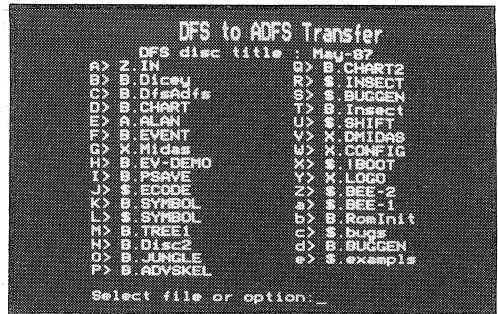 DFS to ADFS Transfer
DFS disc title : May-87
A> Z.IN
B> B.Dicey
C> B.DfsAdfs
D> B.CHART
E> A.ALAN
F> B.EVENT
G> X.Midas
H> B.EV-DEMO
I> B.PSAVE
J> $.ECODE
K> B.SYMBOL
L> $.SYMBOL
M> B.TREE1
N> B.Disc2
O> B.JUNGLE
P> B.ADVSKEL
Q> B.CHART2
R> $.INSECT
S> $.BUGGEN
T> B.Insect
U> $.SHIFT
V> X.DMIDAS
W> X.CONFIG
X> $.!BOOT
Y> X.LOGO
Z> $.BEE-2
a> $.BEE-1
b> B.RomInit
c> $.bugs
d> B.BUGGEN
e> $.exampls
Select file or option:_